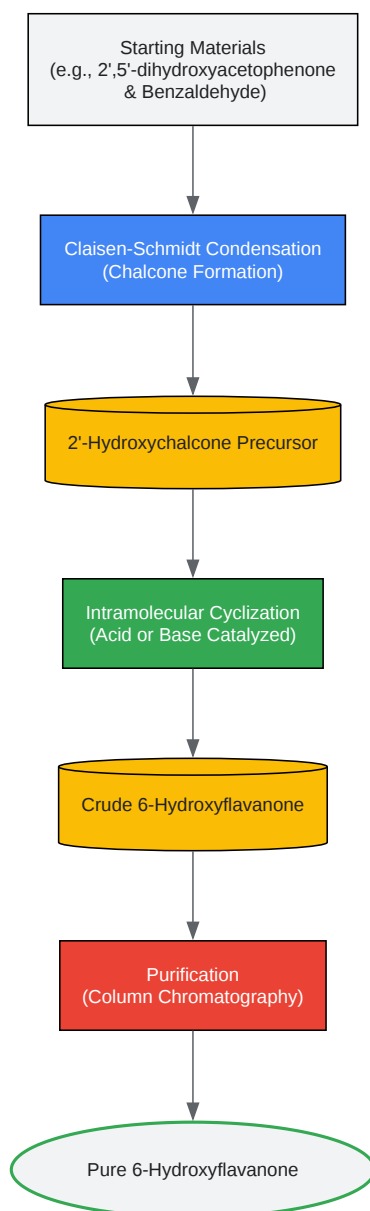 Starting Materials
(e.g., 2',5'-dihydroxyacetophenone
& Benzaldehyde)
Claisen-Schmidt Condensation
(Chalcone Formation)
2'-Hydroxychalcone Precursor
Intramolecular Cyclization
(Acid or Base Catalyzed)
Crude 6-Hydroxyflavanone
Purification
(Column Chromatography)
Pure 6-Hydroxyflavanone